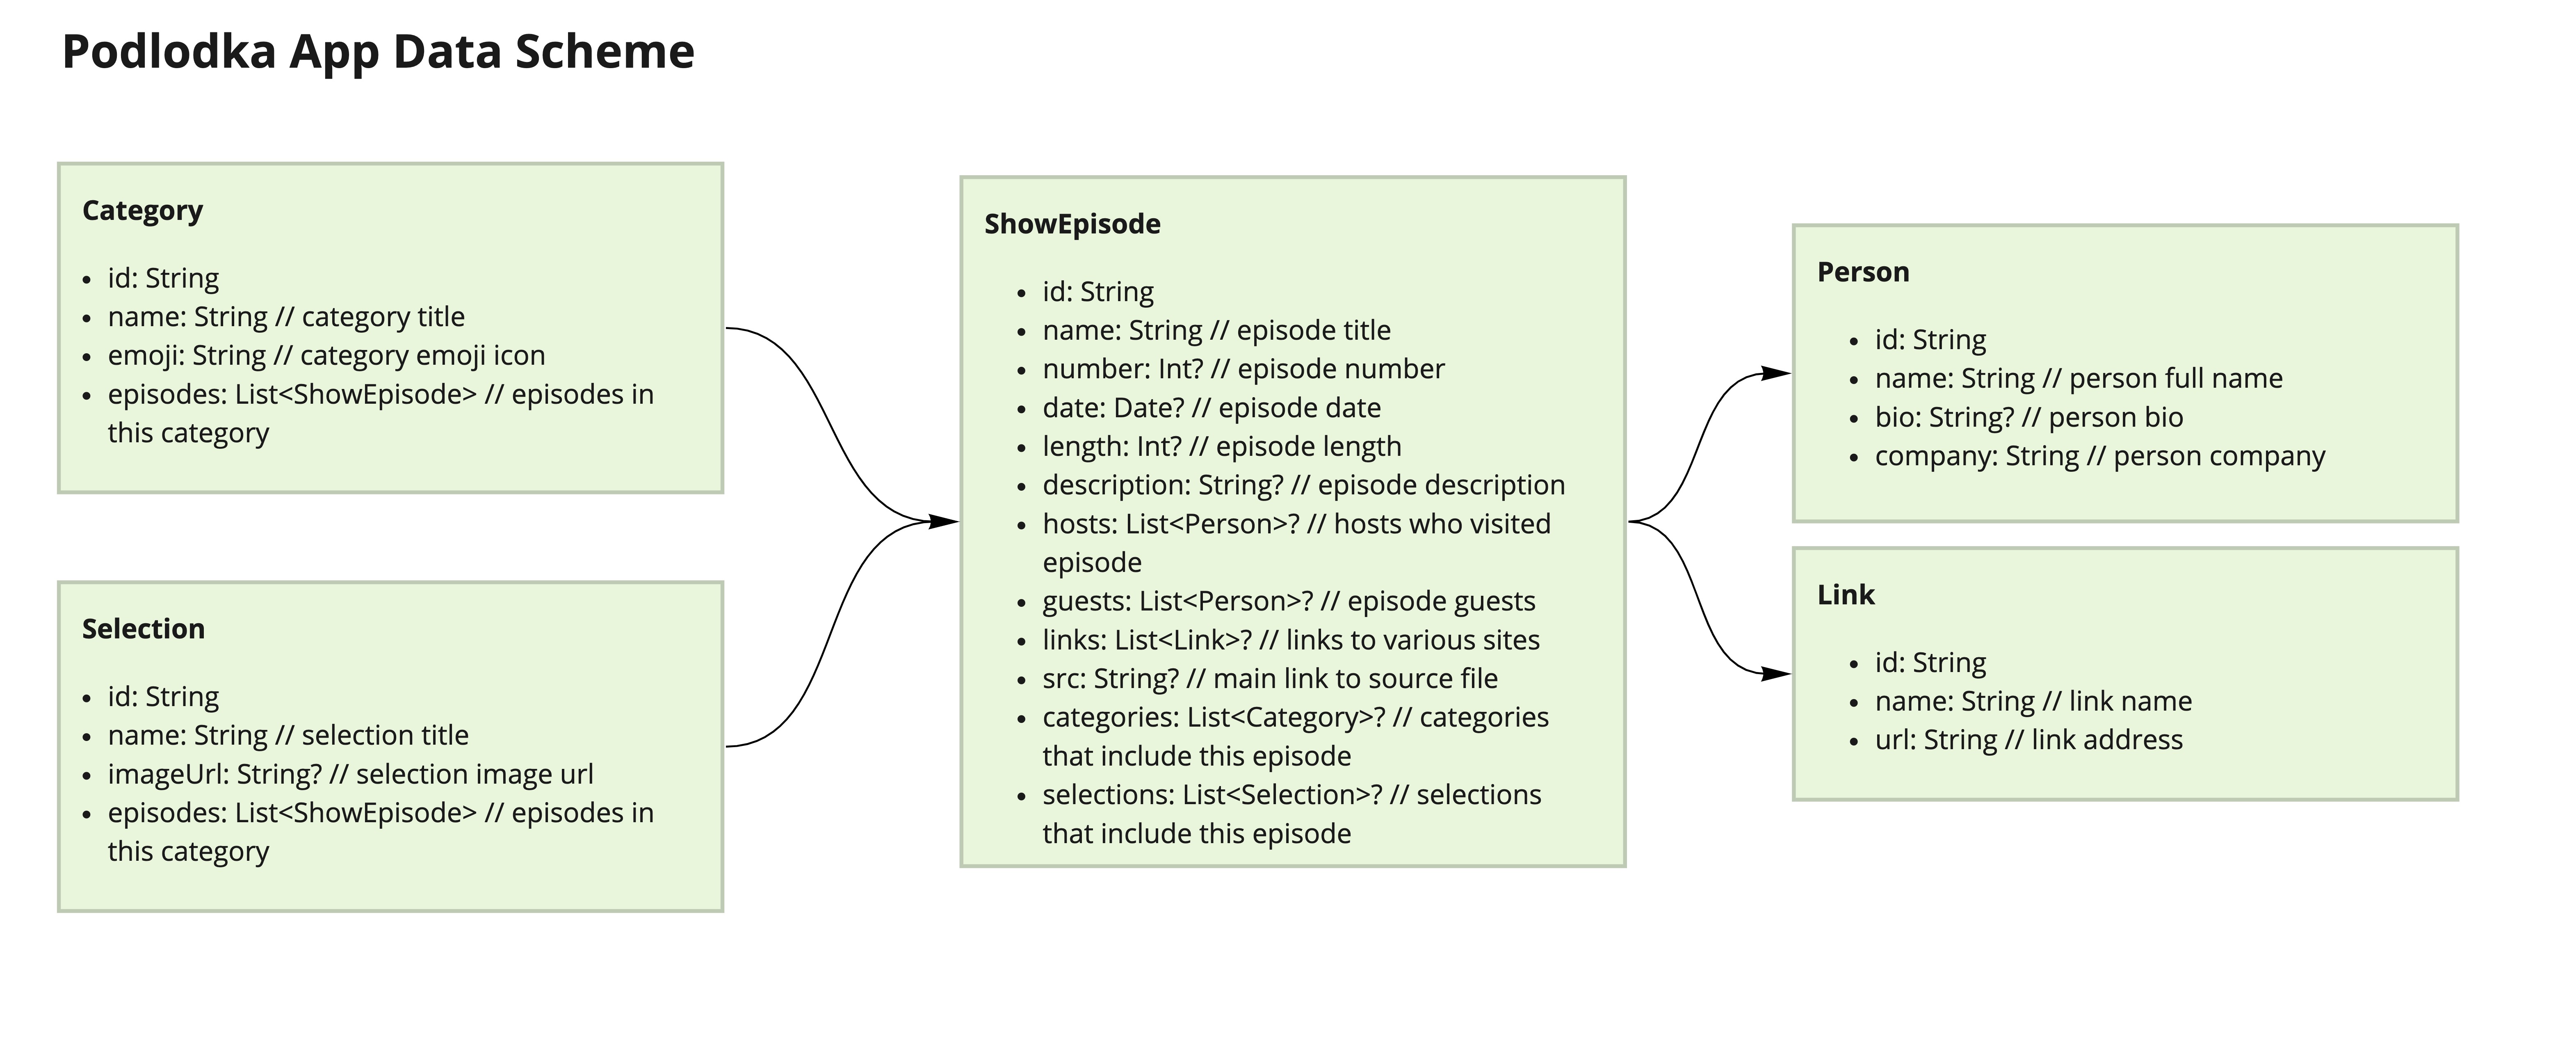 Podlodka App Data Scheme
Category
• id: String
• name: String // category title
• emoji: String // category emoji icon
• episodes: List<ShowEpisode> // episodes in
this category
Selection
• id: String
• name: String // selection title
• imageUrl: String? // selection image url
• episodes: List<ShowEpisode> // episodes in
this category
ShowEpisode
• id: String
• name: String // episode title
• number: Int? // episode number
• date: Date? // episode date
• length: Int? // episode length
• description: String? // episode description
• hosts: List<Person>? // hosts who visited
episode
• guests: List<Person>? // episode guests
• links: List<Link>? // links to various sites
• src: String? // main link to source file
• categories: List<Category>? // categories
that include this episode
• selections: List<Selection>? // selections
that include this episode
Person
• id: String
• name: String // person full name
• bio: String? // person bio
• company: String // person company
Link
• id: String
• name: String // link name
• url: String // link address